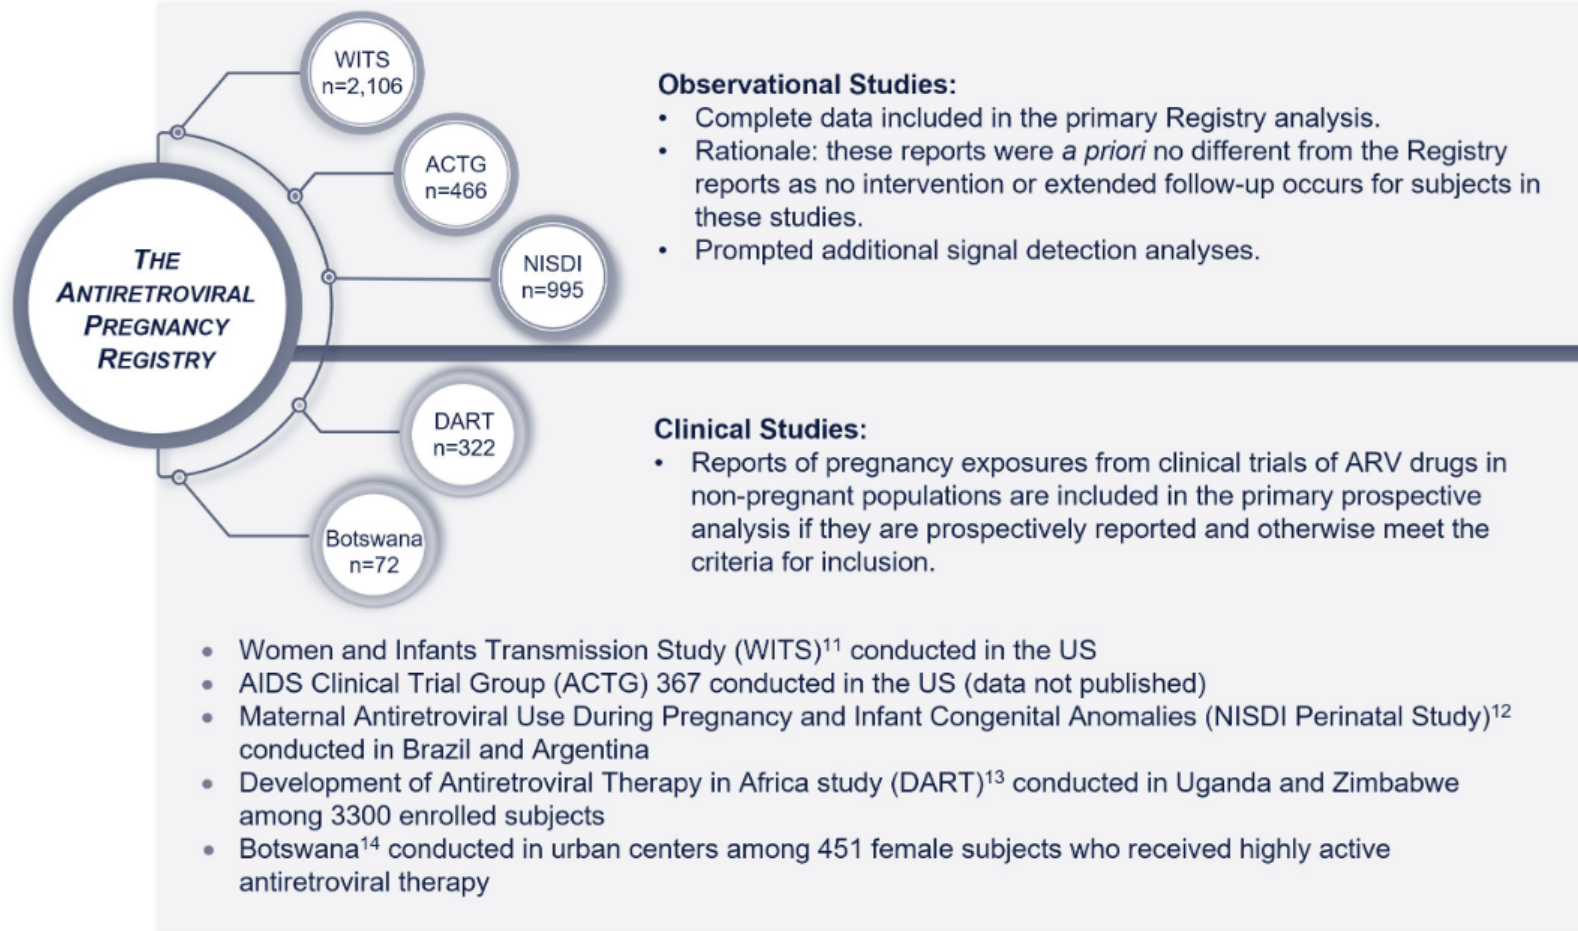 WITS
n=2,106
ACTG
n=466
NISDI
n=995
THE
ANTIRETROVIRAL
PREGNANCY
REGISTRY
DART
n=322
Botswana
n=72
Observational Studies:
• Complete data included in the primary Registry analysis.
• Rationale: these reports were a priori no different from the Registry
reports as no intervention or extended follow-up occurs for subjects in
these studies.
• Prompted additional signal detection analyses.
Clinical Studies:
• Reports of pregnancy exposures from clinical trials of ARV drugs in
non-pregnant populations are included in the primary prospective
analysis if they are prospectively reported and otherwise meet the
criteria for inclusion.
• Women and Infants Transmission Study (WITS)¹¹ conducted in the US
• AIDS Clinical Trial Group (ACTG) 367 conducted in the US (data not published)
• Maternal Antiretroviral Use During Pregnancy and Infant Congenital Anomalies (NISDI Perinatal Study)¹²
conducted in Brazil and Argentina
• Development of Antiretroviral Therapy in Africa study (DART)¹³ conducted in Uganda and Zimbabwe
among 3300 enrolled subjects
• Botswana¹⁴ conducted in urban centers among 451 female subjects who received highly active
antiretroviral therapy